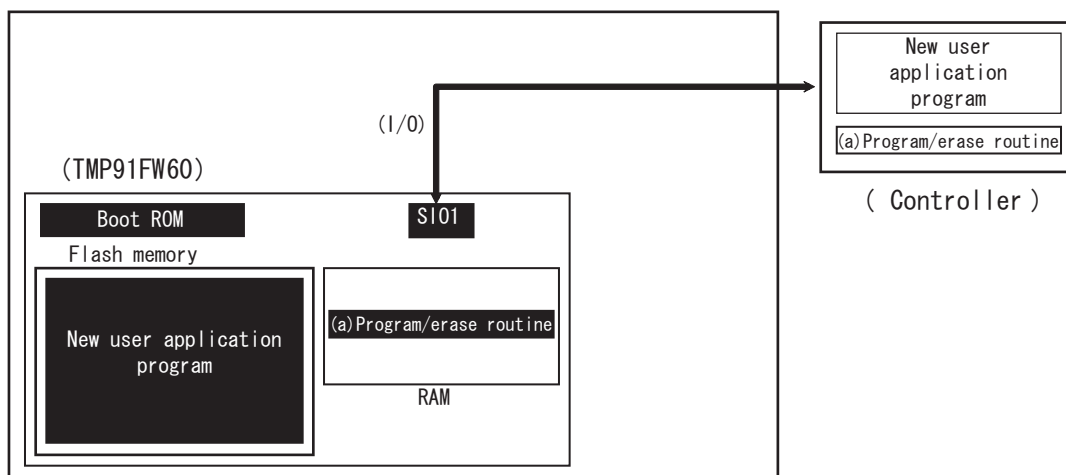 New user
application
program
(I/O)
(a)Program/erase routine
(TMP91FW60)
( Controller )
Boot ROM
SIO1
Flash memory
(a)Program/erase routine
New user application
program
RAM